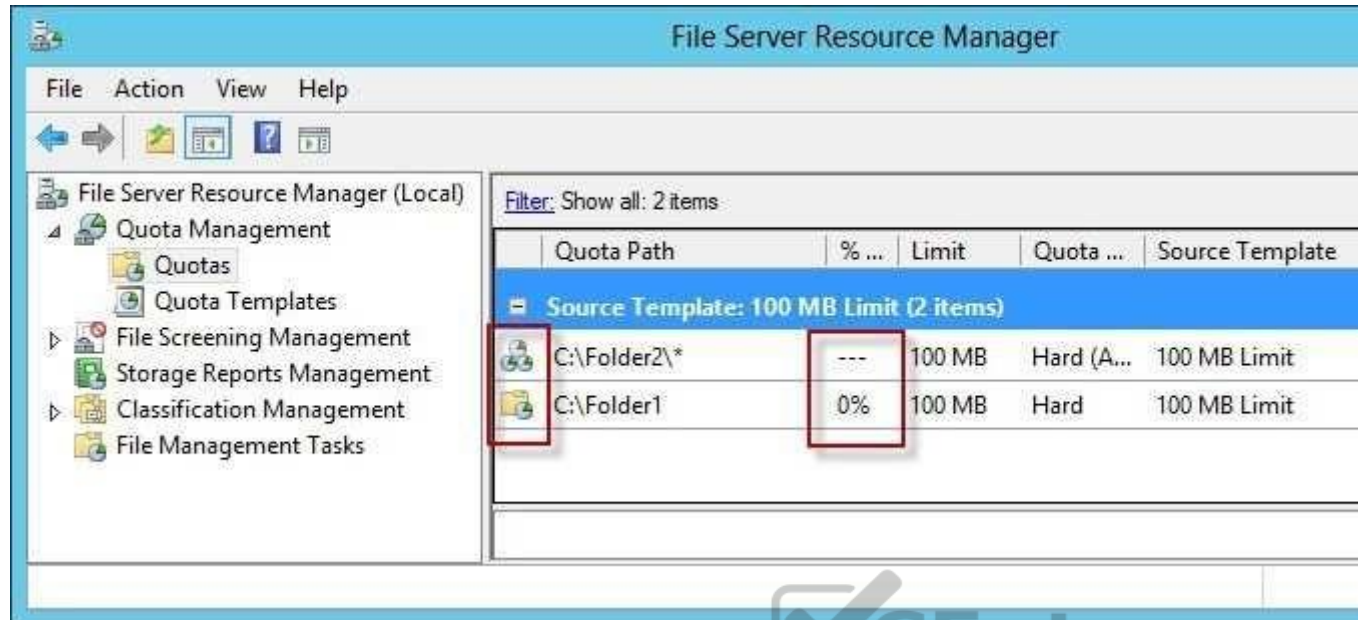 File Server Resource Manager
File Action View Help
File Server Resource Manager (Local)
Quota Management
Quotas
Quota Templates
File Screening Management
Storage Reports Management
Classification Management
File Management Tasks
Filter: Show all: 2 items
Quota Path % ... Limit Quota ... Source Template
Source Template: 100 MB Limit (2 items)
C:\Folder2\* --- 100 MB Hard (A... 100 MB Limit
C:\Folder1 0% 100 MB Hard 100 MB Limit